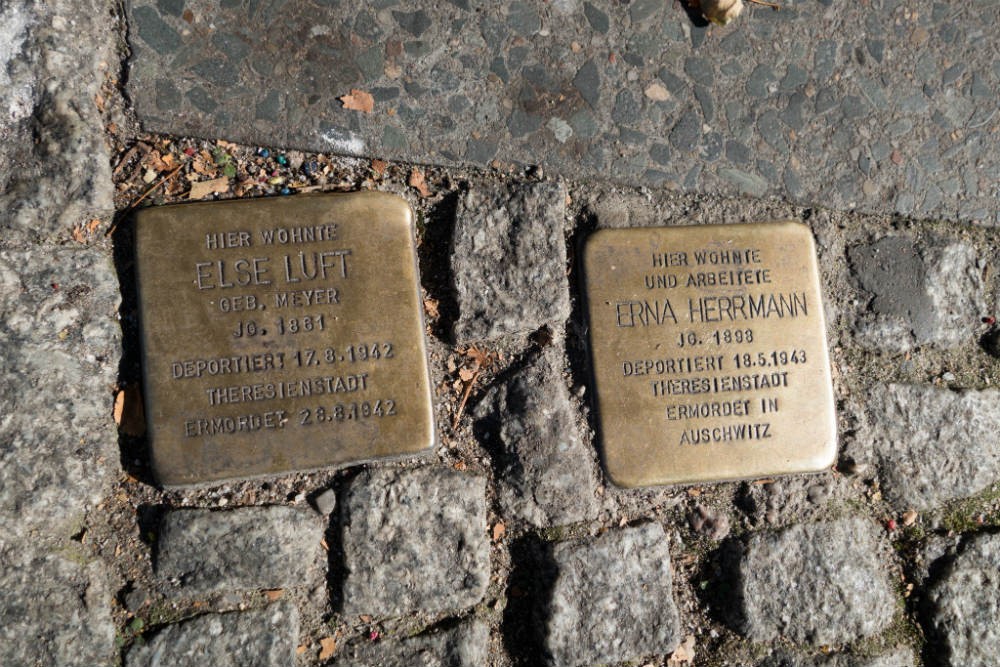 HIER WOHNTE
ELSE LUFT
GEB. MEYER
JG. 1881
DEPORTIERT 17.8.1942
THERESIENSTADT
ERMORDET 28.8.1942
HIER WOHNTE
UND ARBEITETE
ERNA HERRMANN
JG. 1898
DEPORTIERT 18.5.1943
THERESIENSTADT
ERMORDET IN
AUSCHWITZ